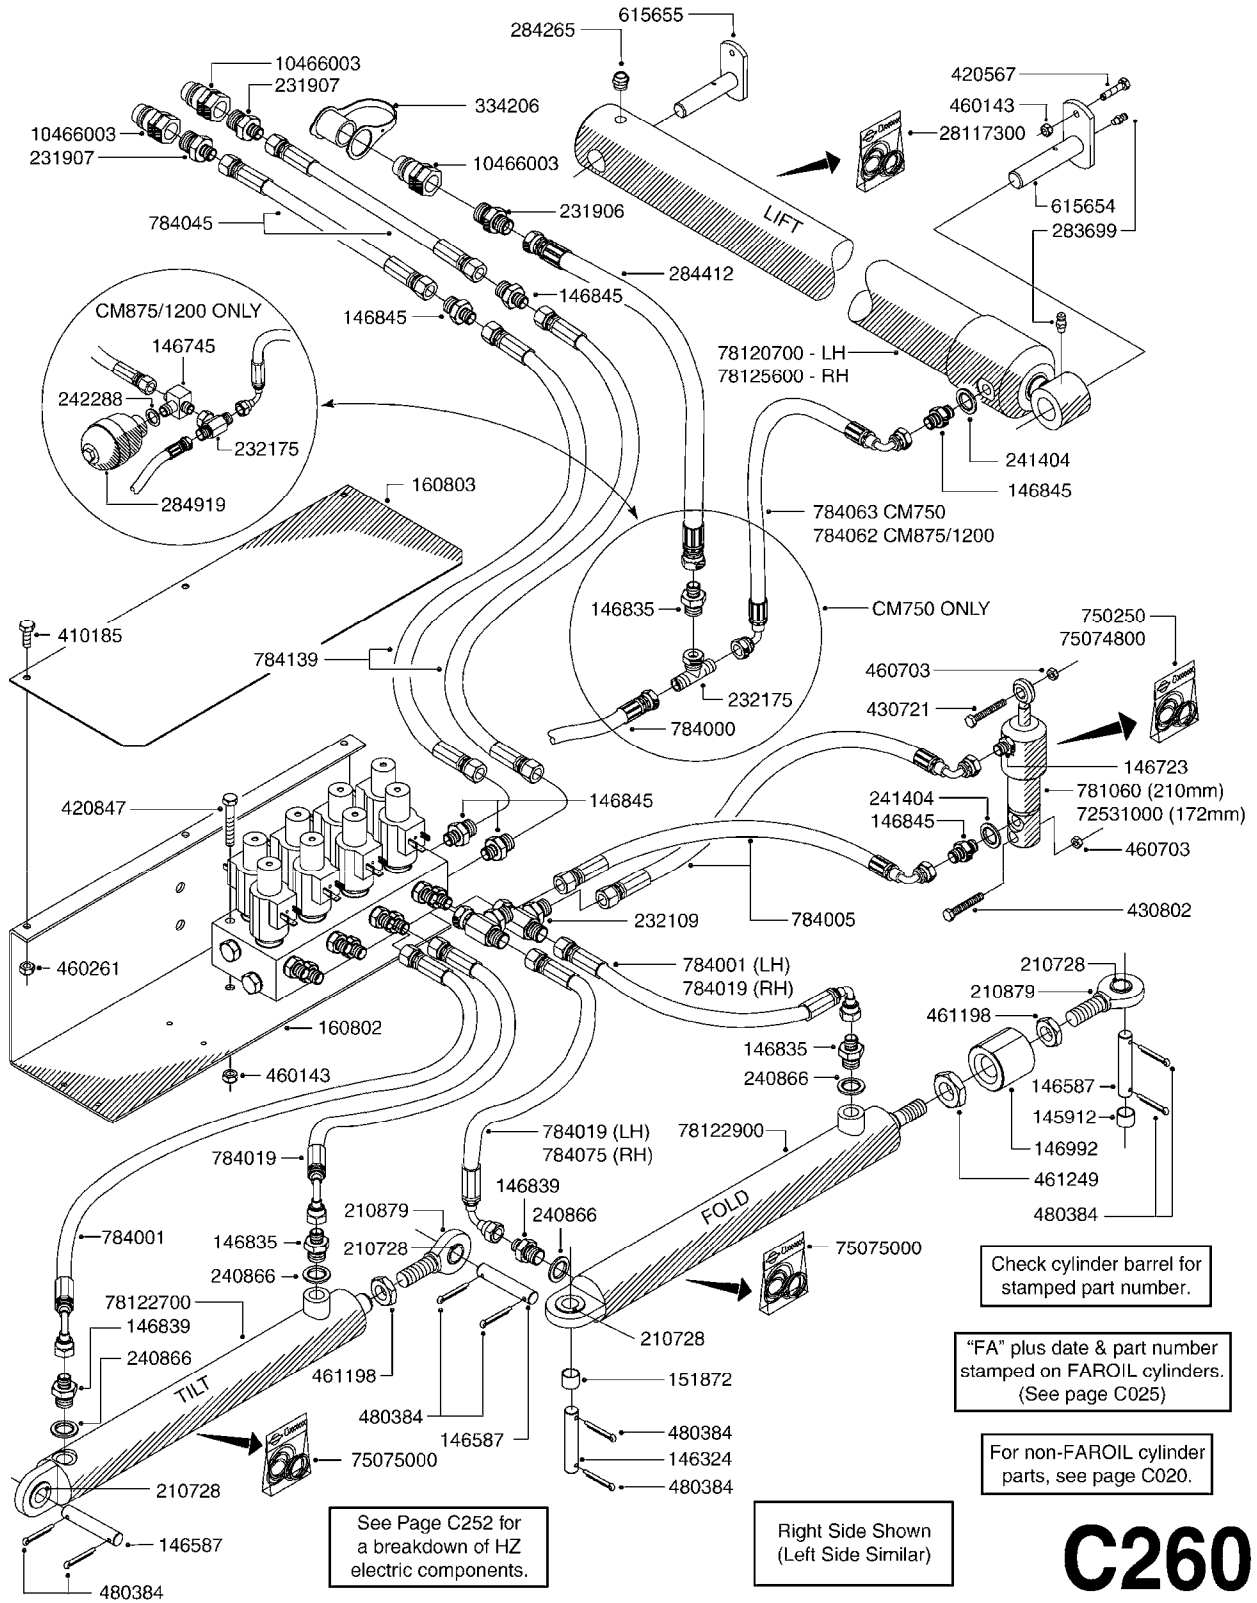 615655
284265
10466003
231907
334206
420567
460143
28117300
10466003
231907
10466003
231906
LIFT
615654
283699
784045
284412
146845
146845
CM875/1200 ONLY
146745
242288
232175
284919
78120700 - LH
78125600 - RH
241404
146845
160803
784063 CM750
784062 CM875/1200
146835
CM750 ONLY
750250
75074800
410185
784139
460703
430721
232175
784000
146723
781060 (210mm)
72531000 (172mm)
420847
146845
241404
146845
460703
232109
784005
430802
460261
784001 (LH)
784019 (RH)
210728
210879
461198
160802
146835
240866
460143
146587
145912
146992
461249
480384
784019 (LH)
784075 (RH)
78122900
784019
146839
240866
210879
210728
FOLD
784001
146835
240866
75075000
Check cylinder barrel for
stamped part number.
78122700
146839
240866
210728
461198
TILT
151872
"FA" plus date & part number
stamped on FAROIL cylinders.
(See page C025)
480384
146587
480384
146324
480384
75075000
For non-FAROIL cylinder
parts, see page C020.
210728
146587
480384
See Page C252 for
a breakdown of HZ
electric components.
Right Side Shown
(Left Side Similar)
C260